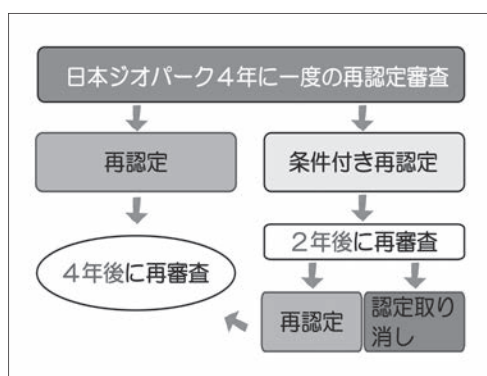 日本ジオパーク4年に一度の再認定審査
再認定
条件付き再認定
2年後に再審査
4年後に再審査
再認定
認定取り
消し